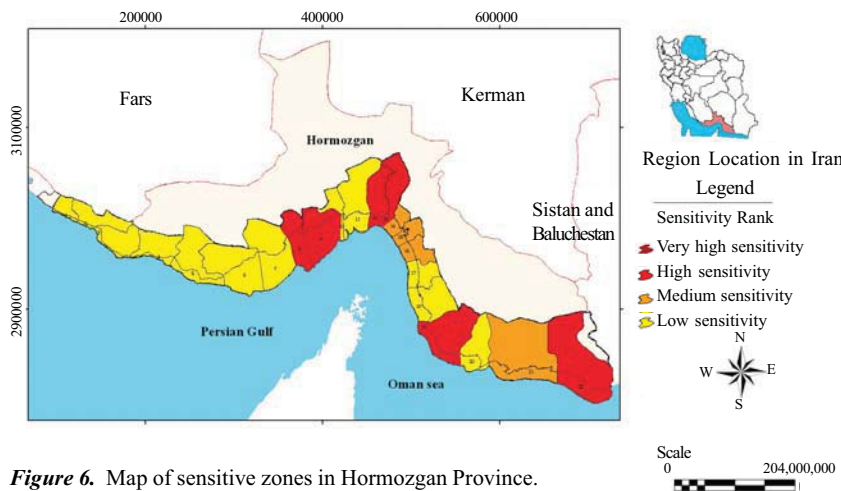 200000 400000 600000
3100000
2900000
Fars
Kerman
Hormozgan
Sistan and
Baluchestan
Persian Gulf
Oman sea
Region Location in Iran
Legend
Sensitivity Rank
Very high sensitivity
High sensitivity
Medium sensitivity
Low sensitivity
N
W E
S
Scale
0 204,000,000
Figure 6. Map of sensitive zones in Hormozgan Province.